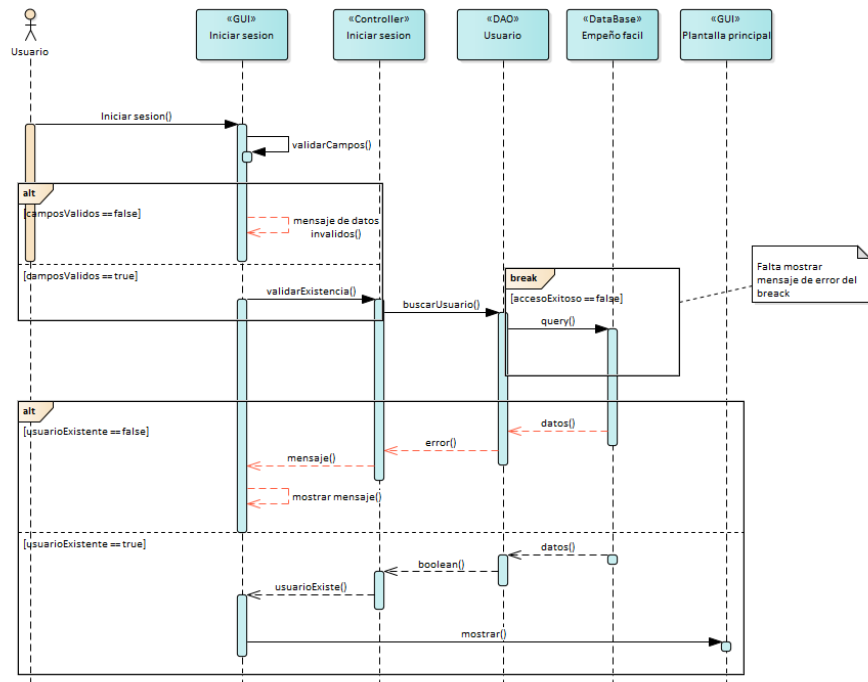 «GUI»
Iniciar sesion
«Controller»
Iniciar sesion
«DAO»
Usuario
«DataBase»
Empeño facil
«GUI»
Plantalla principal
Usuario
Iniciar sesion()
validarCampos()
alt
[camposValidos ==false]
mensaje de datos
invalidos()
[camposValidos ==true]
validarExistencia()
buscarUsuario()
break
[accesoExitoso ==false]
query()
Falta mostrar
mensaje de error del
breack
alt
[usuarioExistente ==false]
datos()
error()
mensaje()
mostrar mensaje()
[usuarioExistente ==true]
datos()
boolean()
usuarioExiste()
mostrar()